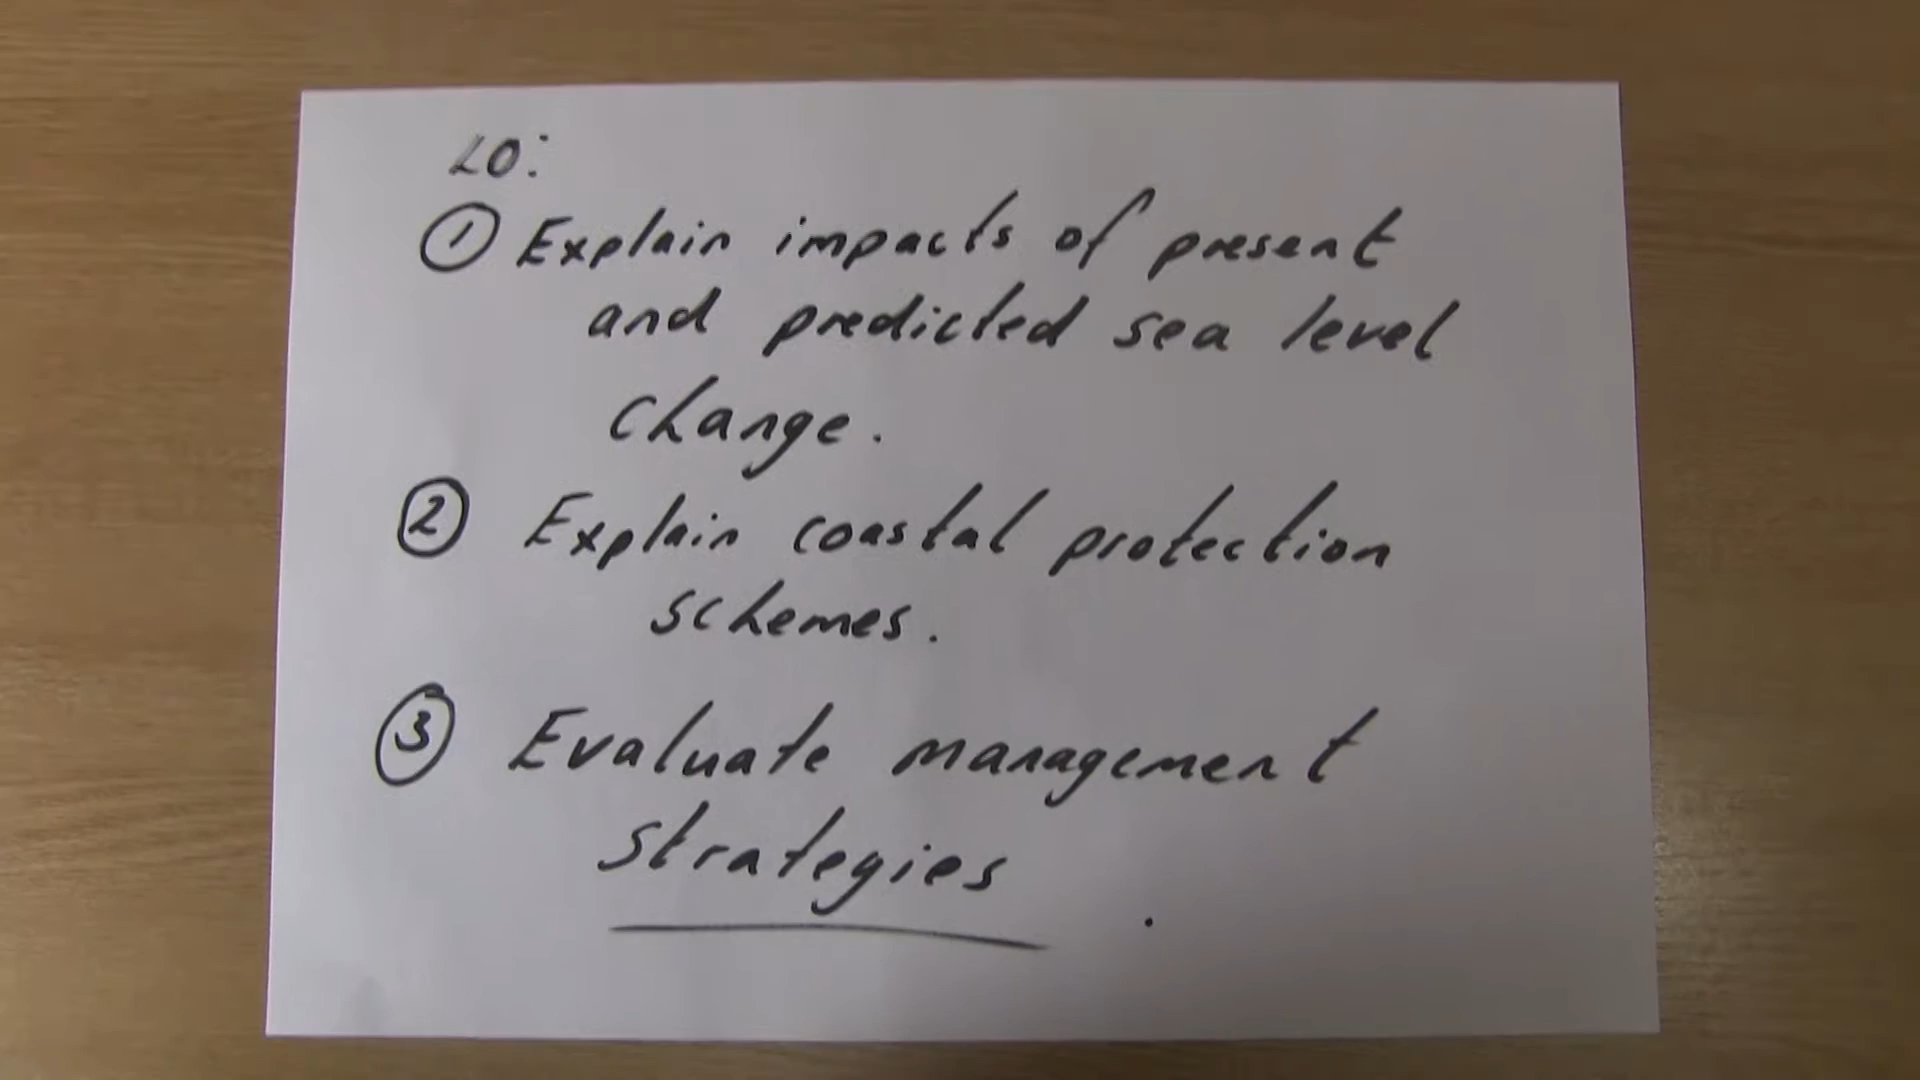 LO:
① Explain impacts of present
and predicted sea level
change.
② Explain coastal protection
schemes.
③ Evaluate management
strategies